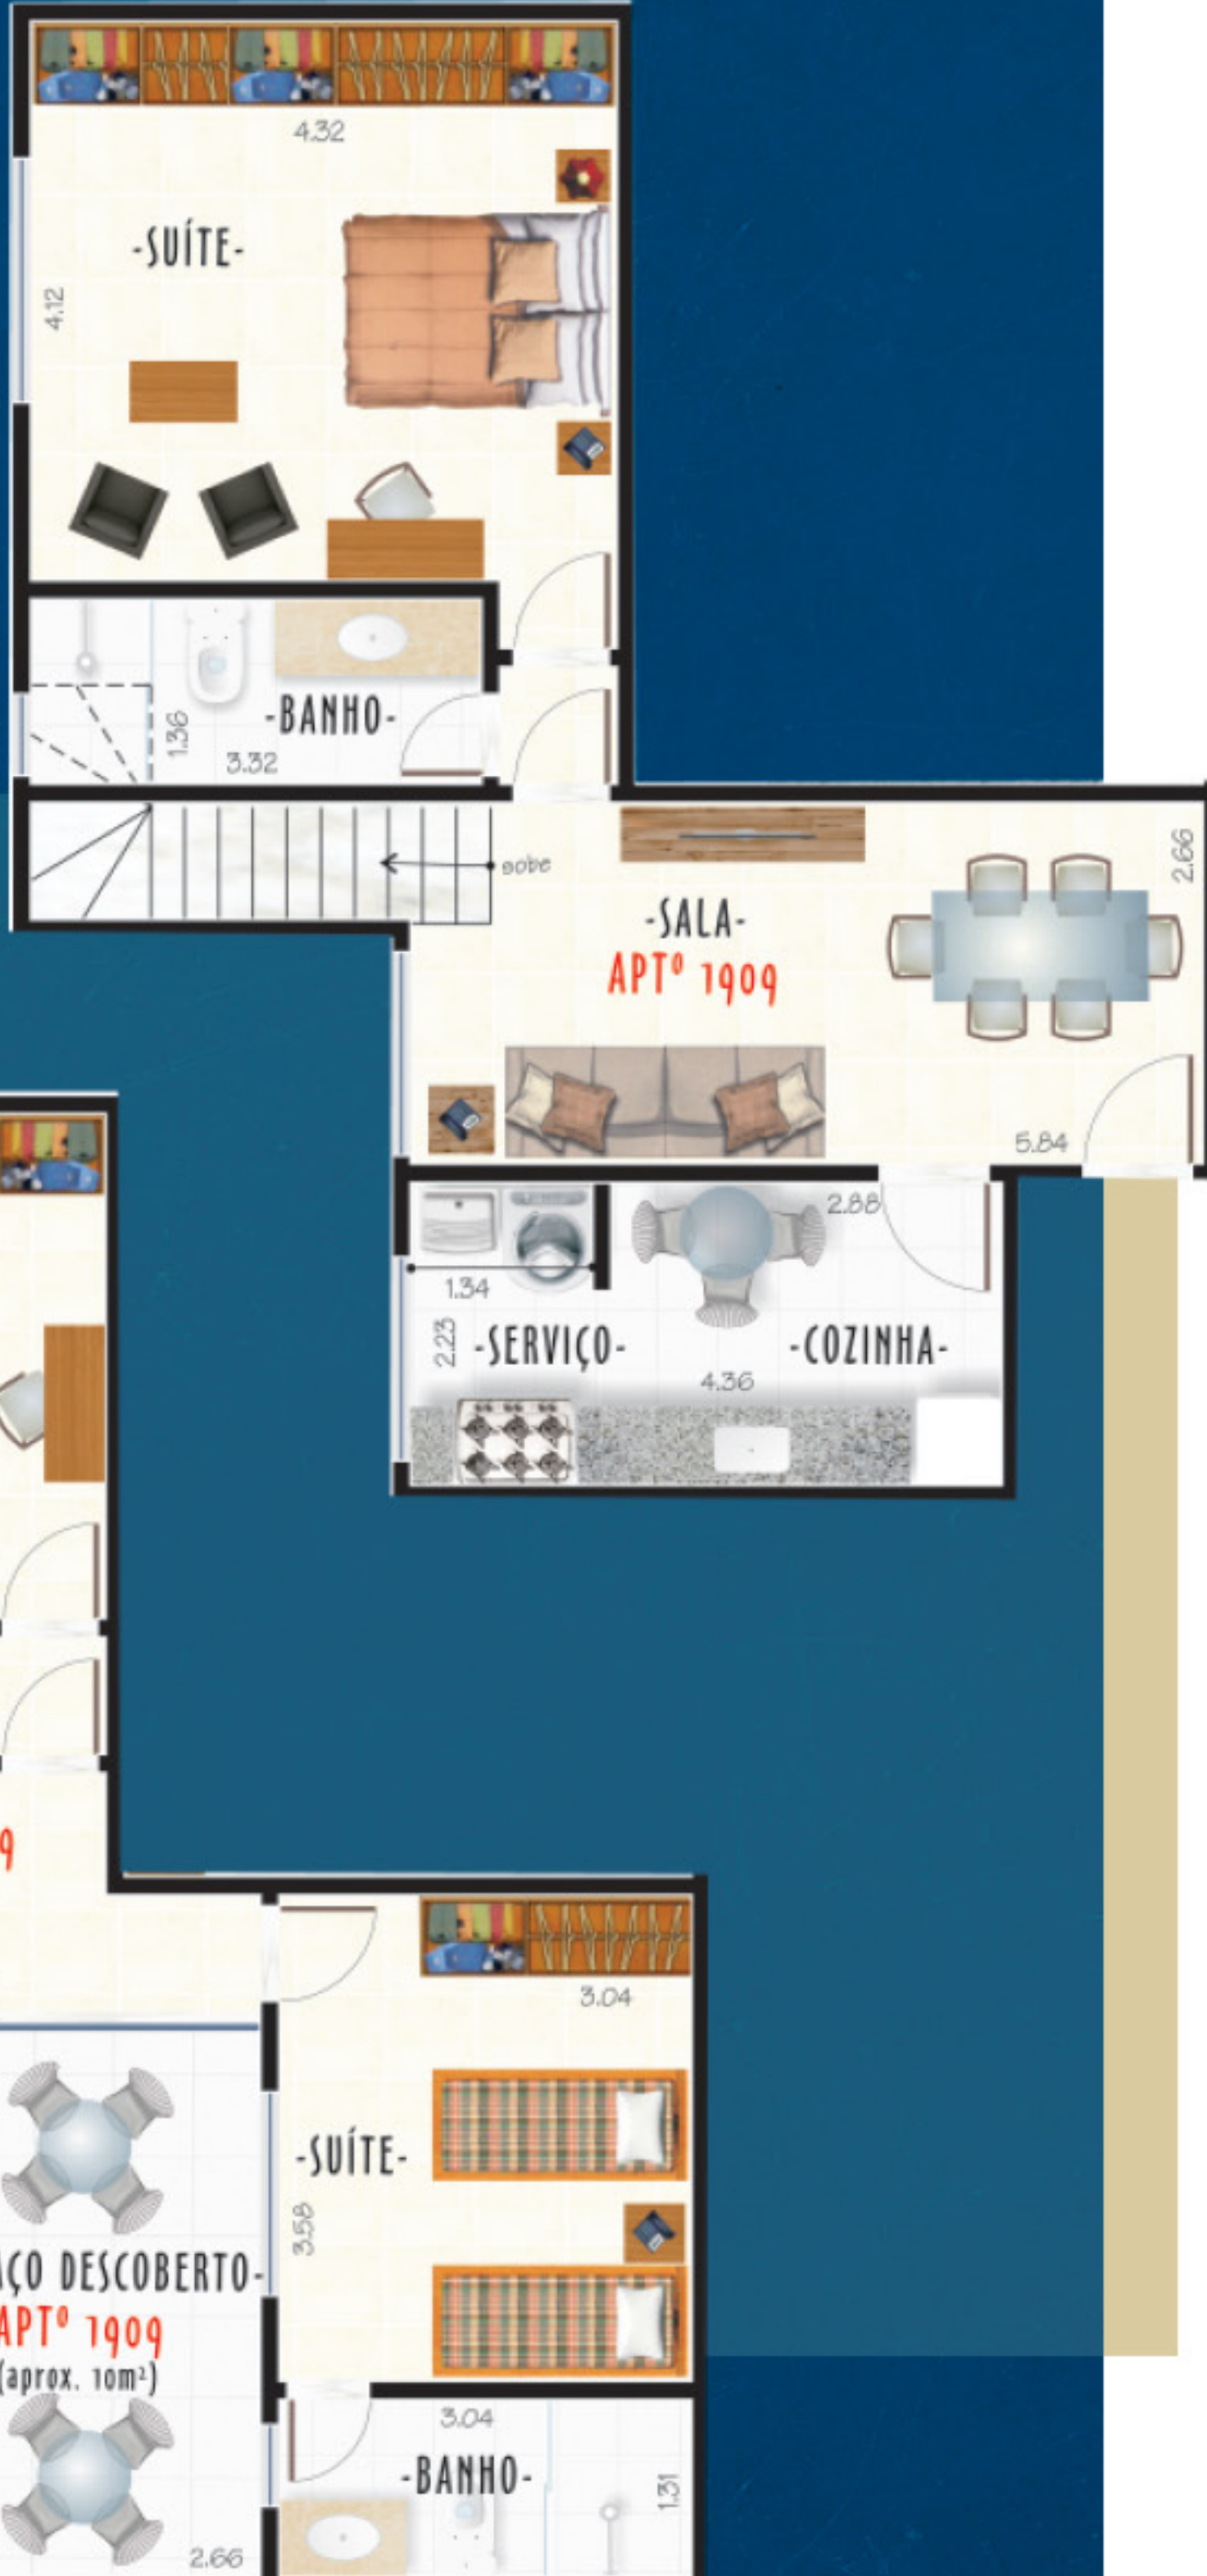 4.32
-SUÍTE-
4.12
-BANHO-
1.36
3.32
sobe
2.66
-SALA-
APTº 1909
5.84
2.88
1.34
2.23
-SERVIÇO-
-COZINHA-
4.36
9
3.04
-SUÍTE-
3.58
AÇO DESCOBERTO-
APTº 1909
(aprox. 10m²)
3.04
-BANHO-
1.31
2.66